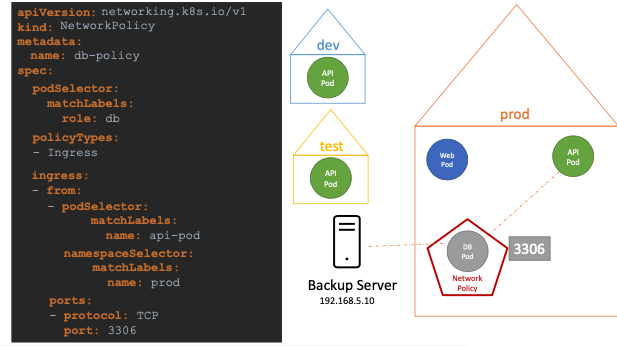 apiVersion: networking.k8s.io/v1
kind: NetworkPolicy
metadata:
name: db-policy
spec:
podSelector:
matchLabels:
role: db
policyTypes:
- Ingress
ingress:
- from:
- podSelector:
matchLabels:
name: api-pod
namespaceSelector:
matchLabels:
name: prod
ports:
- protocol: TCP
port: 3306
dev
API
Pod
test
API
Pod
Backup Server
192.168.5.10
prod
Web
Pod
API
Pod
DB
Pod
3306
Network
Policy